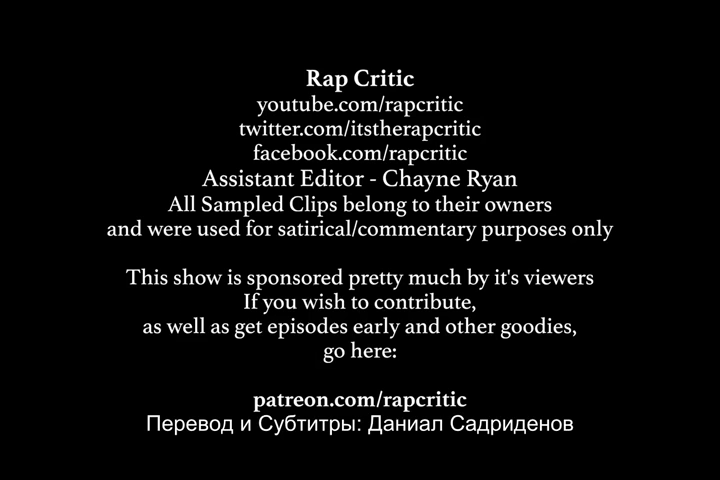 Rap Critic
youtube.com/rapcritic
twitter.com/itstherapcritic
facebook.com/rapcritic
Assistant Editor - Chayne Ryan
All Sampled Clips belong to their owners
and were used for satirical/commentary purposes only
This show is sponsored pretty much by it's viewers
If you wish to contribute,
as well as get episodes early and other goodies,
go here:
patreon.com/rapcritic
Перевод и Субтитры: Даниал Садриденов